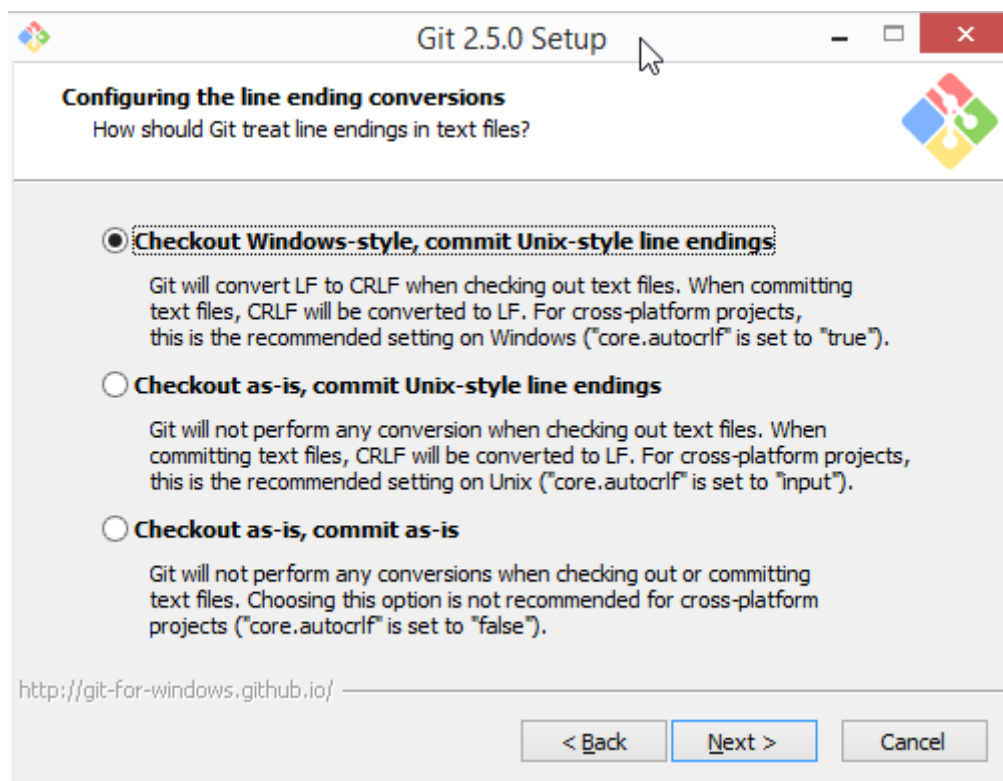 Git 2.5.0 Setup
Configuring the line ending conversions
How should Git treat line endings in text files?
Checkout Windows-style, commit Unix-style line endings
Git will convert LF to CRLF when checking out text files. When committing
text files, CRLF will be converted to LF. For cross-platform projects,
this is the recommended setting on Windows ("core.autocrlf" is set to "true").
Checkout as-is, commit Unix-style line endings
Git will not perform any conversion when checking out text files. When
committing text files, CRLF will be converted to LF. For cross-platform projects,
this is the recommended setting on Unix ("core.autocrlf" is set to "input").
Checkout as-is, commit as-is
Git will not perform any conversions when checking out or committing
text files. Choosing this option is not recommended for cross-platform
projects ("core.autocrlf" is set to "false").
http://git-for-windows.github.io/
< Back Next > Cancel